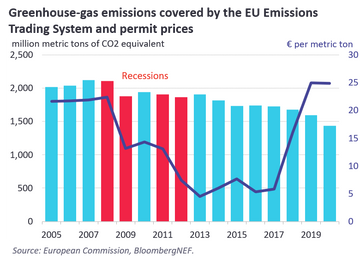 Greenhouse-gas emissions covered by the EU Emissions
Trading System and permit prices
million metric tons of CO2 equivalent
€ per metric ton
2,500 30
Recessions
25
2,000
20
1,500
15
1,000
10
500
5
0 0
2005 2007 2009 2011 2013 2015 2017 2019
Source: European Commission, BloombergNEF.